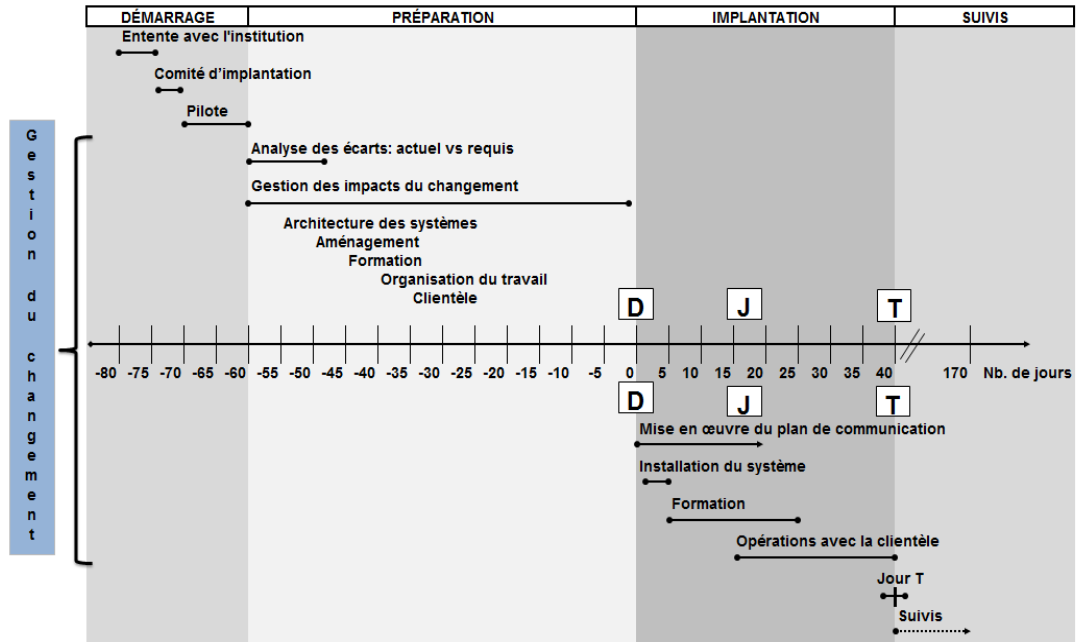 DÉMARRAGE PRÉPARATION IMPLANTATION SUIVIS
Entente avec l'institution
Comité d'implantation
Pilote
Gestion du changement
Analyse des écarts: actuel vs requis
Gestion des impacts du changement
Architecture des systèmes
Aménagement
Formation
Organisation du travail
Clientèle
D J T
-80 -75 -70 -65 -60 -55 -50 -45 -40 -35 -30 -25 -20 -15 -10 -5 0 5 10 15 20 25 30 35 40 170 Nb. de jours
D J T
Mise en œuvre du plan de communication
Installation du système
Formation
Opérations avec la clientèle
Jour T
Suivis